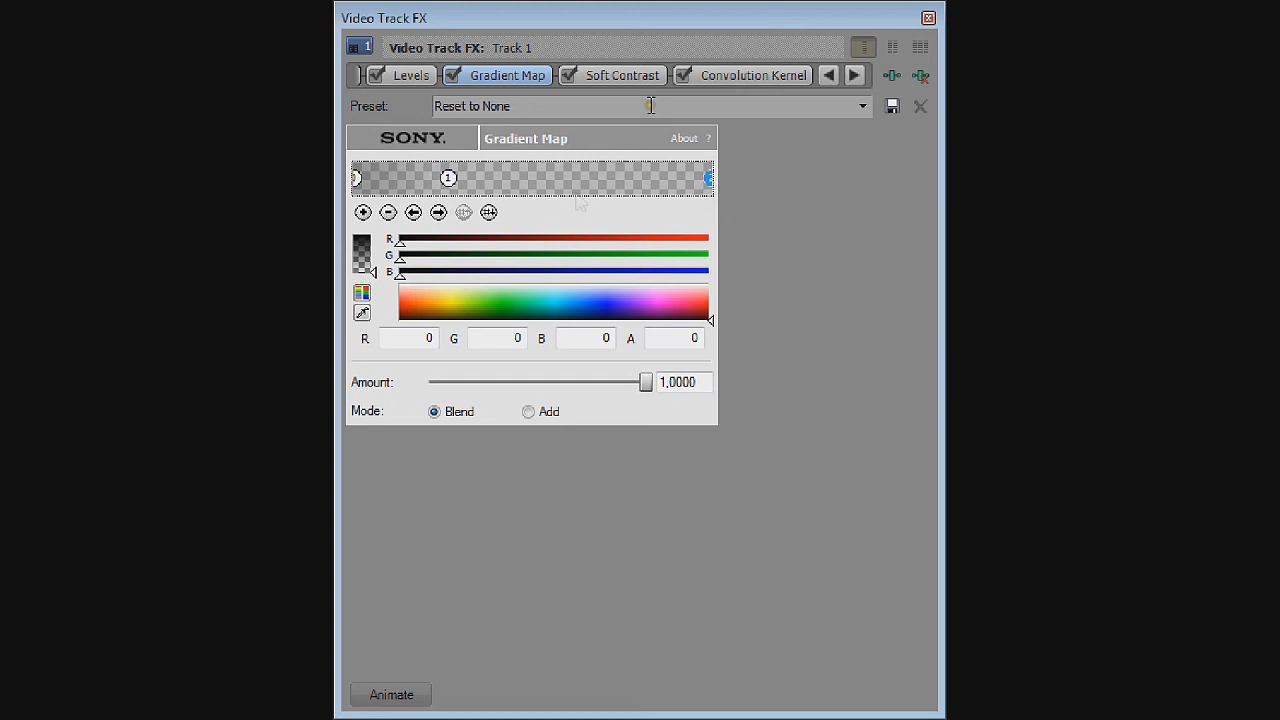 Video Track FX
1 Video Track FX: Track 1
Levels Gradient Map Soft Contrast Convolution Kernel
Preset: Reset to None
SONY. Gradient Map About ?
1
R
G
B
R 0 G 0 B 0 A 0
Amount: 1,0000
Mode: Blend Add
Animate